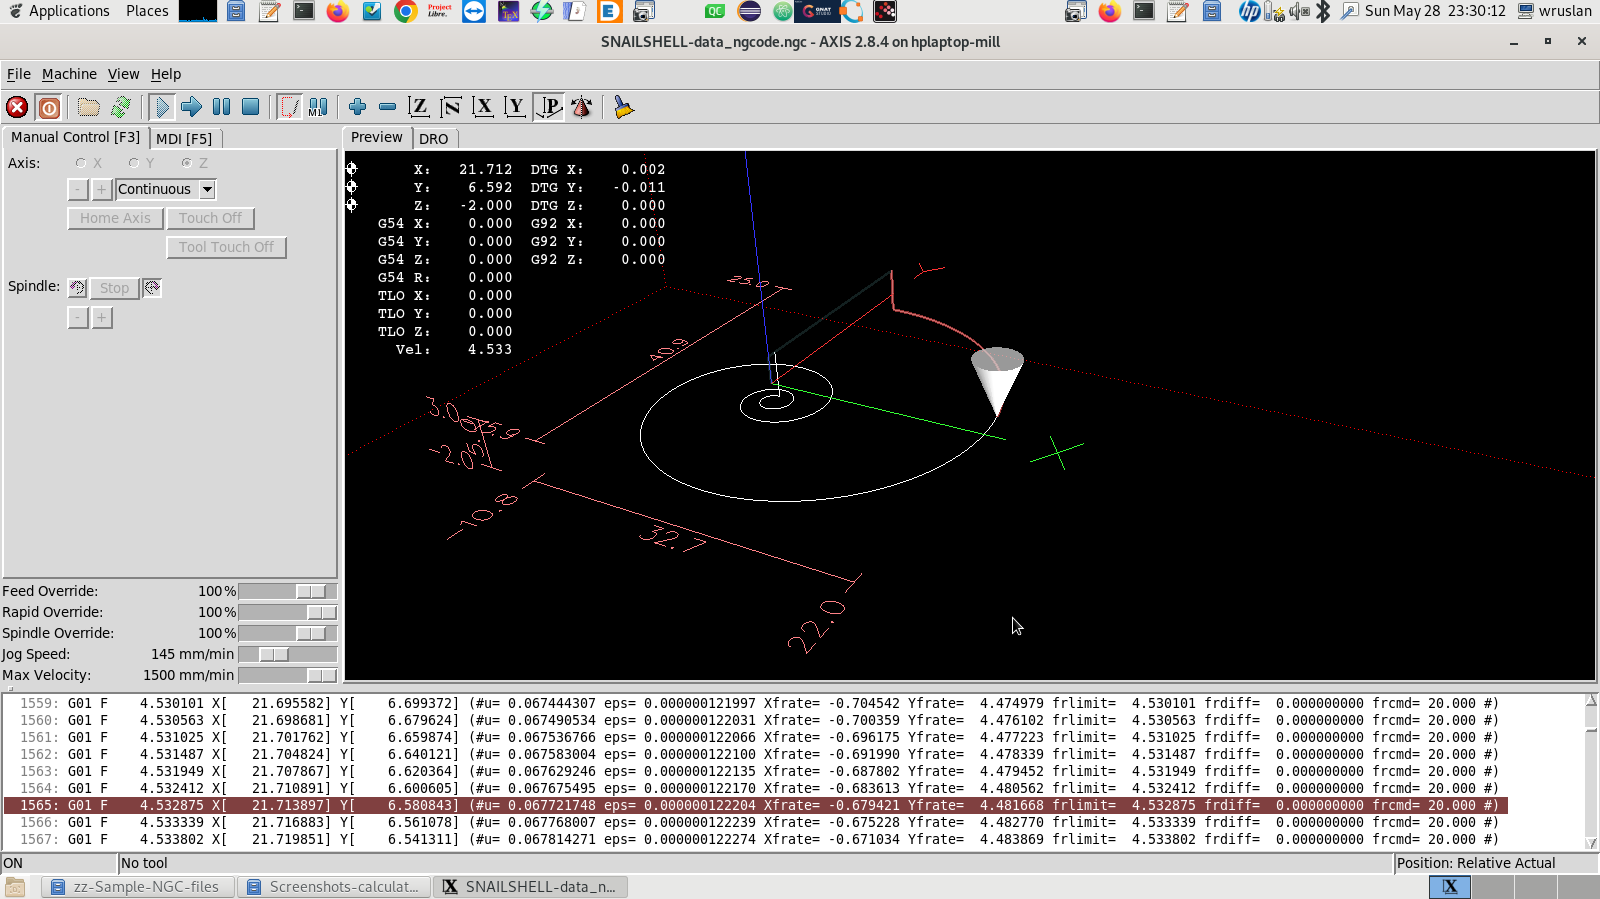 Applications Places Project Libre. TEX E QC GMAT hp Sun May 28 23:30:12 wruslan
SNAILSHELL-data_ngcode.ngc - AXIS 2.8.4 on hplaptop-mill
File Machine View Help
M1 Z N X Y P
Manual Control [F3] MDI [F5] Preview DRO
Axis: X Y Z
- + Continuous
Home Axis Touch Off
Tool Touch Off
Spindle: Stop
- +
Feed Override: 100 %
Rapid Override: 100 %
Spindle Override: 100 %
Jog Speed: 145 mm/min
Max Velocity: 1500 mm/min
X: 21.712 DTG X: 0.002
Y: 6.592 DTG Y: -0.011
Z: -2.000 DTG Z: 0.000
G54 X: 0.000 G92 X: 0.000
G54 Y: 0.000 G92 Y: 0.000
G54 Z: 0.000 G92 Z: 0.000
G54 R: 0.000
TLO X: 0.000
TLO Y: 0.000
TLO Z: 0.000
Vel: 4.533
25.0
Y
40.9
3.0
-2.0
X
-10.8
32.7
22.0
1559: G01 F 4.530101 X[ 21.695582] Y[ 6.699372] (#u= 0.067444307 eps= 0.000000121997 Xfrate= -0.704542 Yfrate= 4.474979 frlimit= 4.530101 frdiff= 0.000000000 frcmd= 20.000 #)
1560: G01 F 4.530563 X[ 21.698681] Y[ 6.679624] (#u= 0.067490534 eps= 0.000000122031 Xfrate= -0.700359 Yfrate= 4.476102 frlimit= 4.530563 frdiff= 0.000000000 frcmd= 20.000 #)
1561: G01 F 4.531025 X[ 21.701762] Y[ 6.659874] (#u= 0.067536766 eps= 0.000000122066 Xfrate= -0.696175 Yfrate= 4.477223 frlimit= 4.531025 frdiff= 0.000000000 frcmd= 20.000 #)
1562: G01 F 4.531487 X[ 21.704824] Y[ 6.640121] (#u= 0.067583004 eps= 0.000000122100 Xfrate= -0.691990 Yfrate= 4.478339 frlimit= 4.531487 frdiff= 0.000000000 frcmd= 20.000 #)
1563: G01 F 4.531949 X[ 21.707867] Y[ 6.620364] (#u= 0.067629246 eps= 0.000000122135 Xfrate= -0.687802 Yfrate= 4.479452 frlimit= 4.531949 frdiff= 0.000000000 frcmd= 20.000 #)
1564: G01 F 4.532412 X[ 21.710891] Y[ 6.600605] (#u= 0.067675495 eps= 0.000000122170 Xfrate= -0.683613 Yfrate= 4.480562 frlimit= 4.532412 frdiff= 0.000000000 frcmd= 20.000 #)
1565: G01 F 4.532875 X[ 21.713897] Y[ 6.580843] (#u= 0.067721748 eps= 0.000000122204 Xfrate= -0.679421 Yfrate= 4.481668 frlimit= 4.532875 frdiff= 0.000000000 frcmd= 20.000 #)
1566: G01 F 4.533339 X[ 21.716883] Y[ 6.561078] (#u= 0.067768007 eps= 0.000000122239 Xfrate= -0.675228 Yfrate= 4.482770 frlimit= 4.533339 frdiff= 0.000000000 frcmd= 20.000 #)
1567: G01 F 4.533802 X[ 21.719851] Y[ 6.541311] (#u= 0.067814271 eps= 0.000000122274 Xfrate= -0.671034 Yfrate= 4.483869 frlimit= 4.533802 frdiff= 0.000000000 frcmd= 20.000 #)
ON No tool Position: Relative Actual
zz-Sample-NGC-files Screenshots-calculat... SNAILSHELL-data_n...